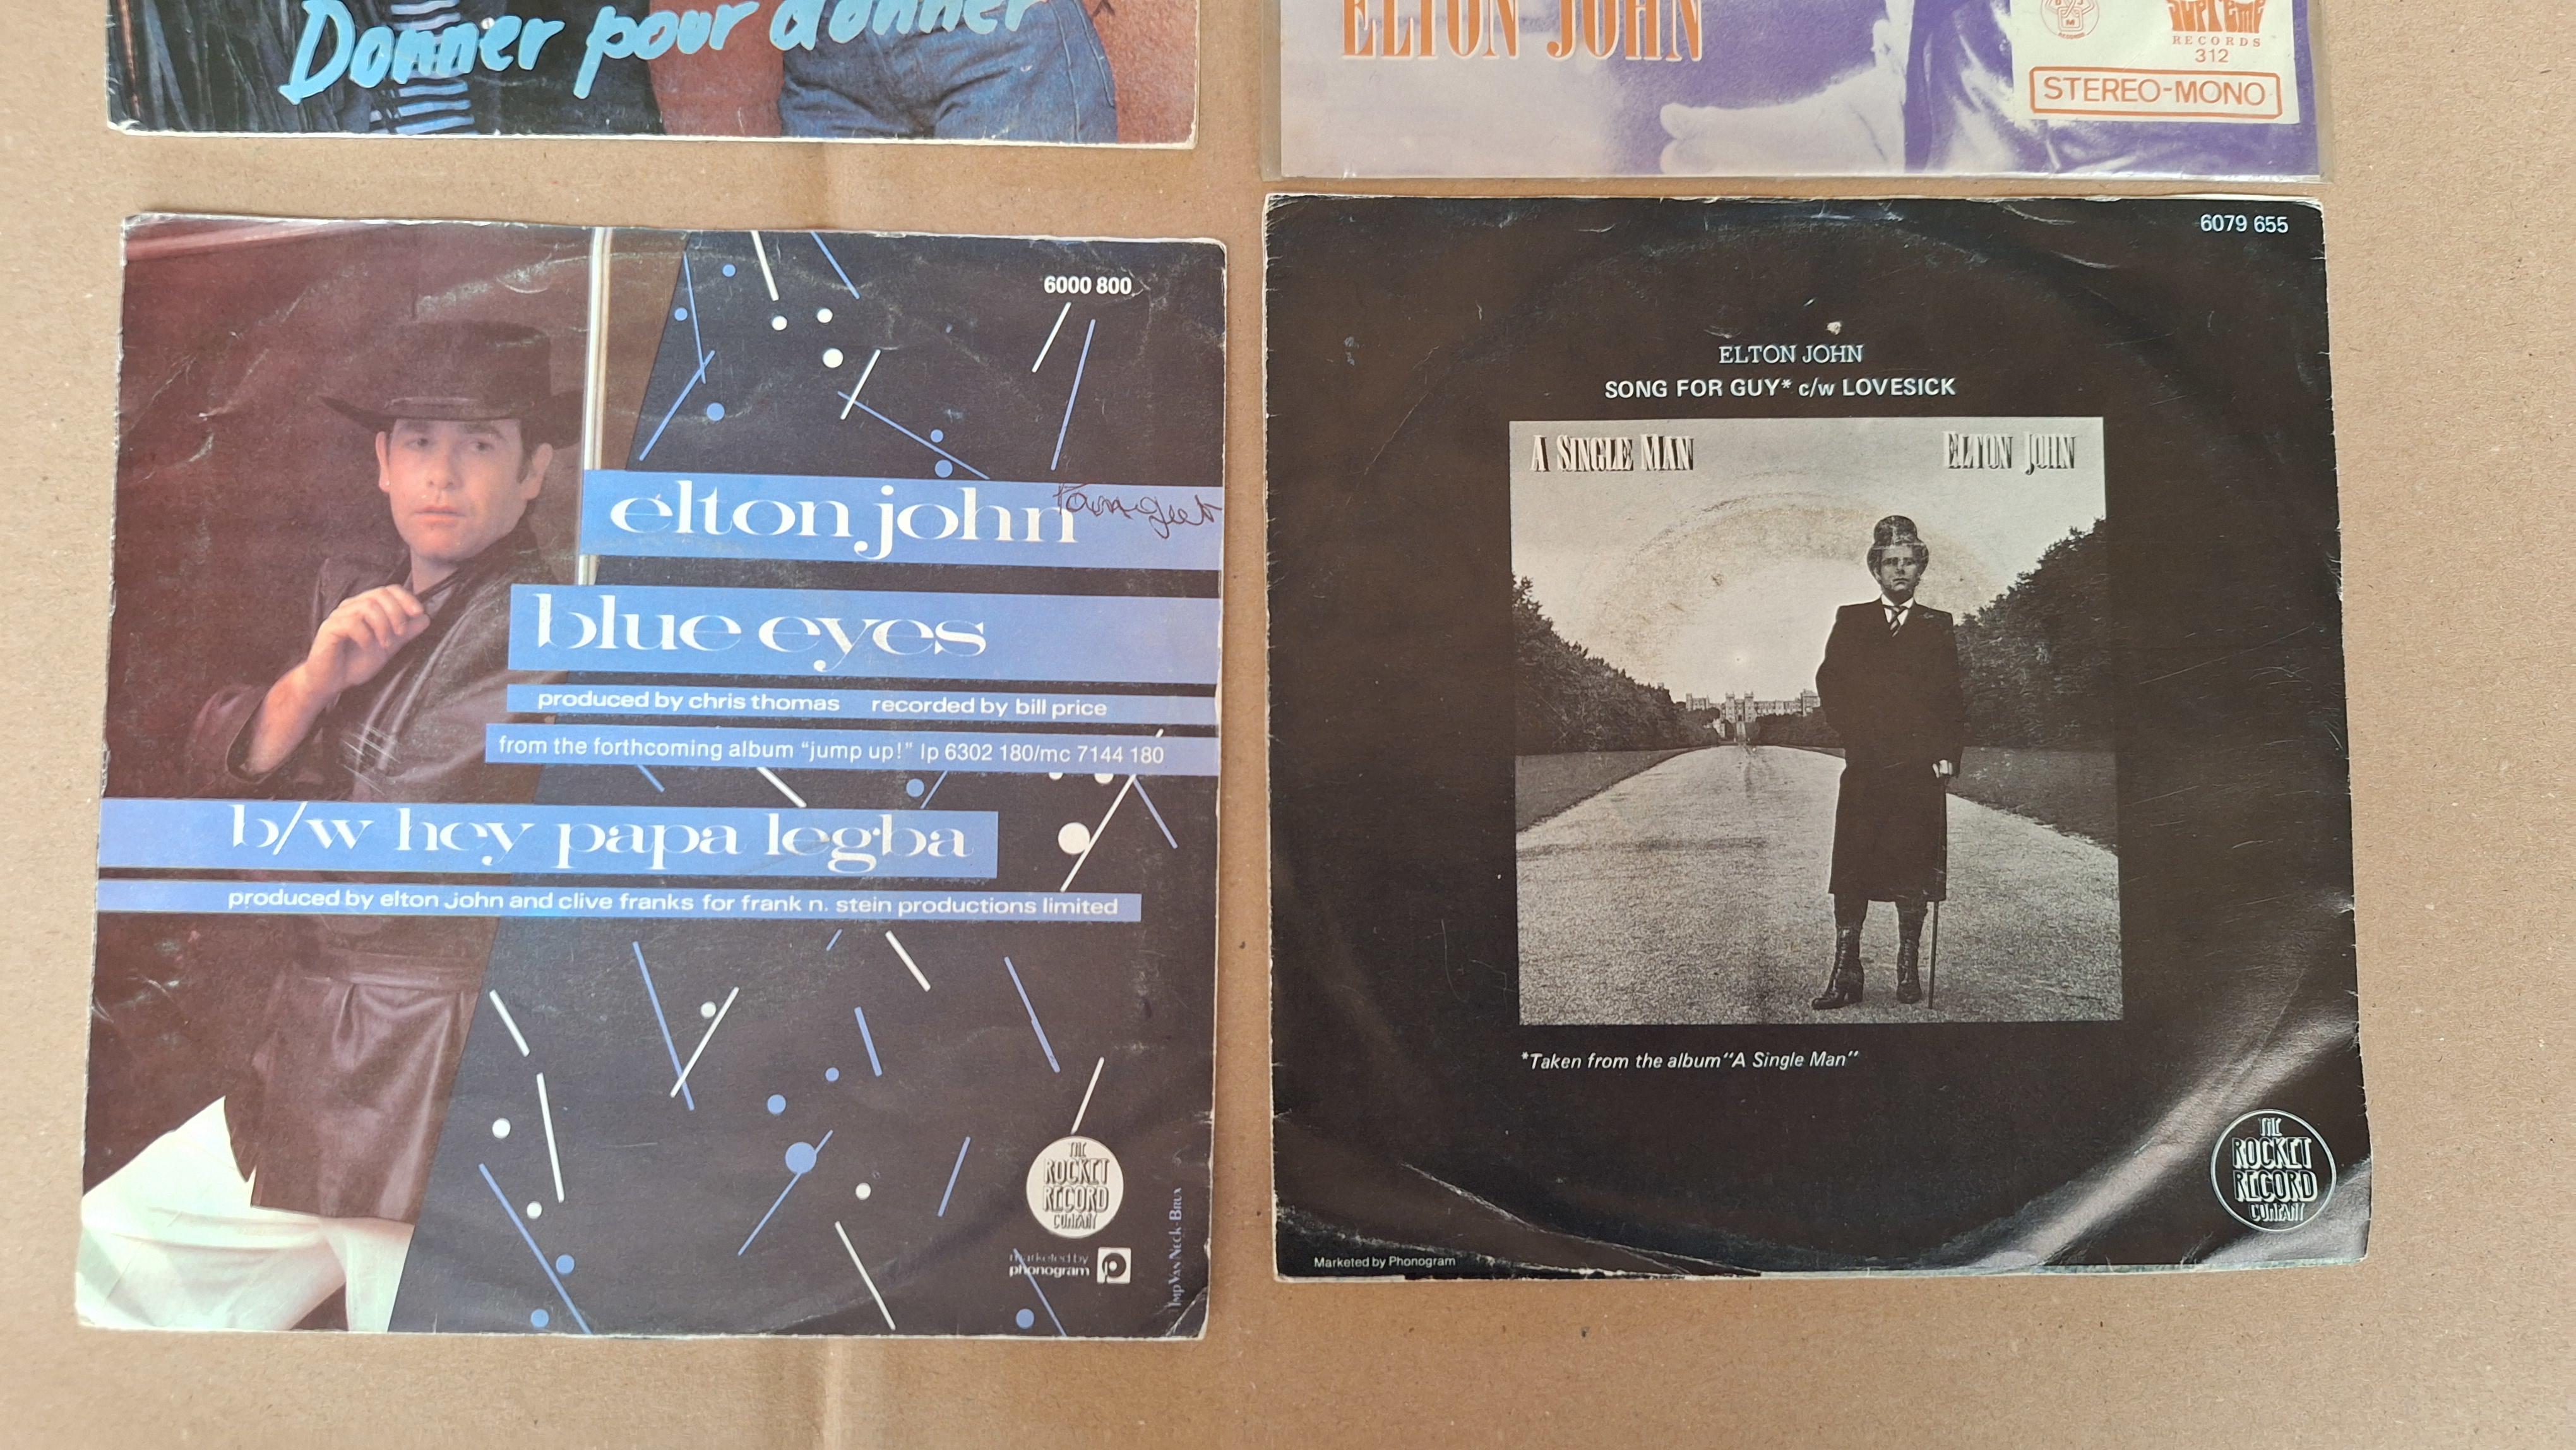 Donner pour donner
ELTON JOHN
SUPREME
RECORDS
312
STEREO-MONO
6000 800
elton john
blue eyes
produced by chris thomas recorded by bill price
from the forthcoming album “jump up!” lp 6302 180/mc 7144 180
b/w hey papa legba
produced by elton john and clive franks for frank n. stein productions limited
THE
ROCKET
RECORD
COMPANY
marketed by
phonogram
Imp Van Neck-Brux
6079 655
ELTON JOHN
SONG FOR GUY* c/w LOVESICK
A SINGLE MAN ELTON JOHN
*Taken from the album “A Single Man”
THE
ROCKET
RECORD
COMPANY
Marketed by Phonogram